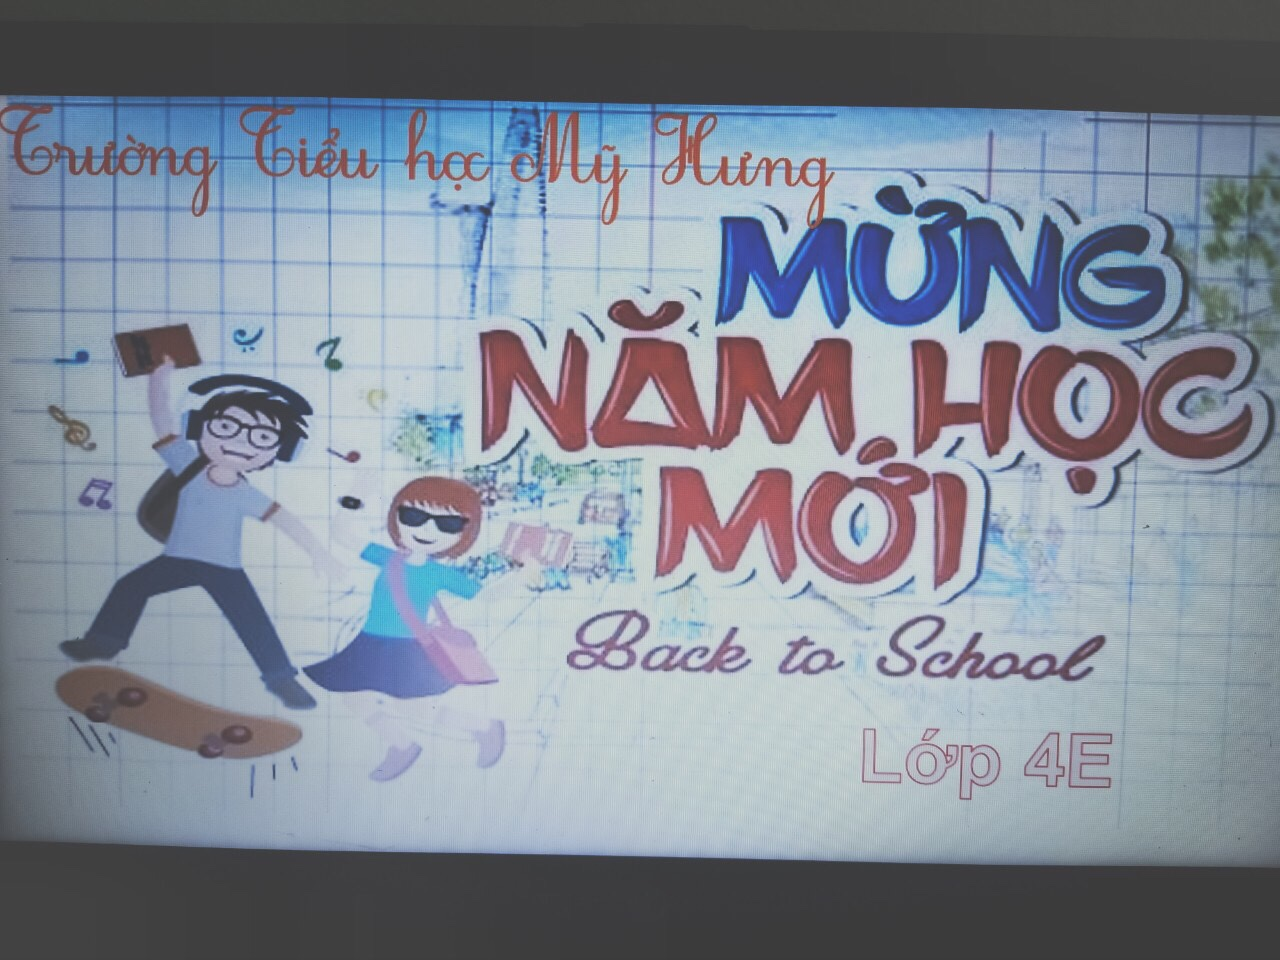 Trường Tiểu học Mỹ Hưng
MỪNG
NĂM HỌC
MỚI
Back to School
Lớp 4E